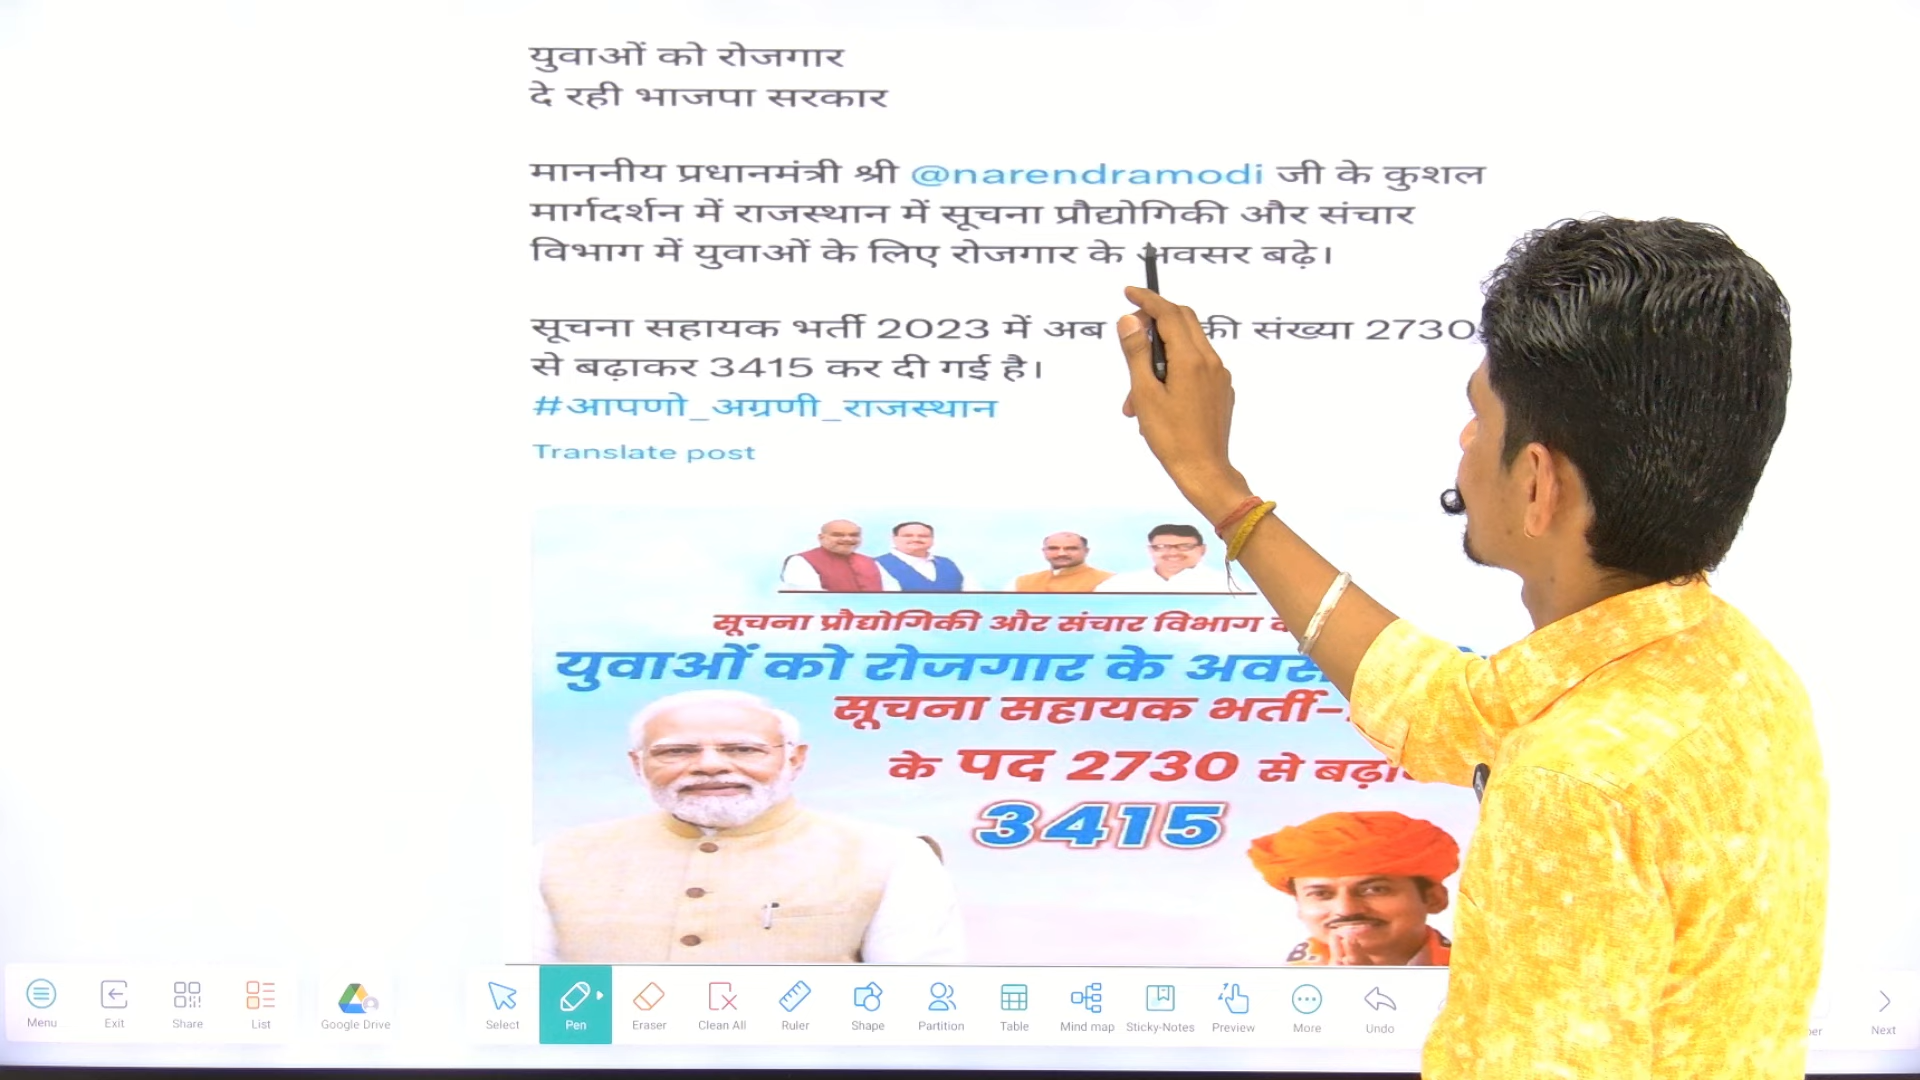 युवाओं को रोजगार
दे रही भाजपा सरकार
माननीय प्रधानमंत्री श्री @narendramodi जी के कुशल
मार्गदर्शन में राजस्थान में सूचना प्रौद्योगिकी और संचार
विभाग में युवाओं के लिए रोजगार के अवसर बढ़े।
सूचना सहायक भर्ती 2023 में अब की संख्या 2730
से बढ़ाकर 3415 कर दी गई है।
#आपणो_अग्रणी_राजस्थान
Translate post
सूचना प्रौद्योगिकी और संचार विभाग
युवाओं को रोजगार के
सूचना सहायक भर्ती-
के पद 2730 से
3415
Menu Exit Share List Google Drive Select Pen Eraser Clean All Ruler Shape Partition Table Mind map Sticky-Notes Preview More Undo Next